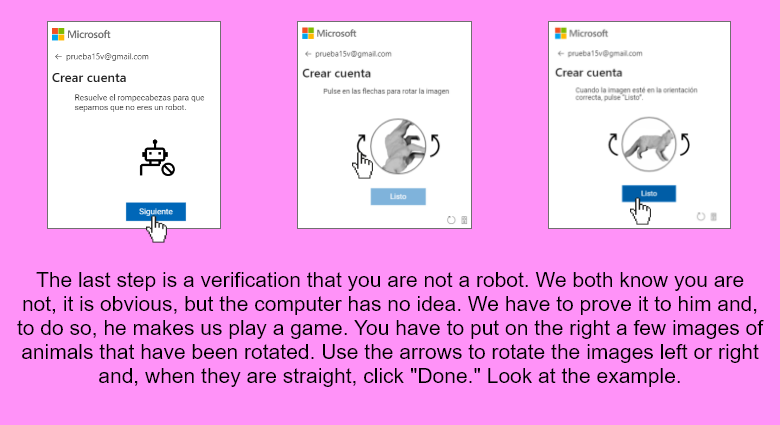 Microsoft
← prueba15v@gmail.com
Crear cuenta
Resuelve el rompecabezas para que
sepamos que no eres un robot.
Siguiente
Microsoft
← prueba15v@gmail.com
Crear cuenta
Pulse en las flechas para rotar la imagen
Listo
Microsoft
← prueba15v@gmail.com
Crear cuenta
Cuando la imagen esté en la orientación
correcta, pulse "Listo".
Listo
The last step is a verification that you are not a robot. We both know you are
not, it is obvious, but the computer has no idea. We have to prove it to him and,
to do so, he makes us play a game. You have to put on the right a few images of
animals that have been rotated. Use the arrows to rotate the images left or right
and, when they are straight, click "Done." Look at the example.